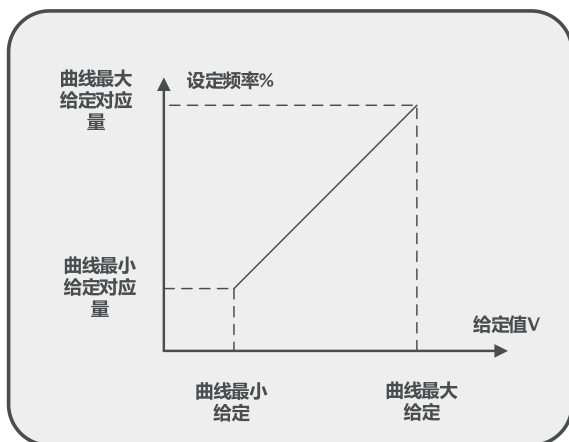 曲线最大
给定对应
量
设定频率%
曲线最小
给定对应
量
给定值V
曲线最小
给定
曲线最大
给定